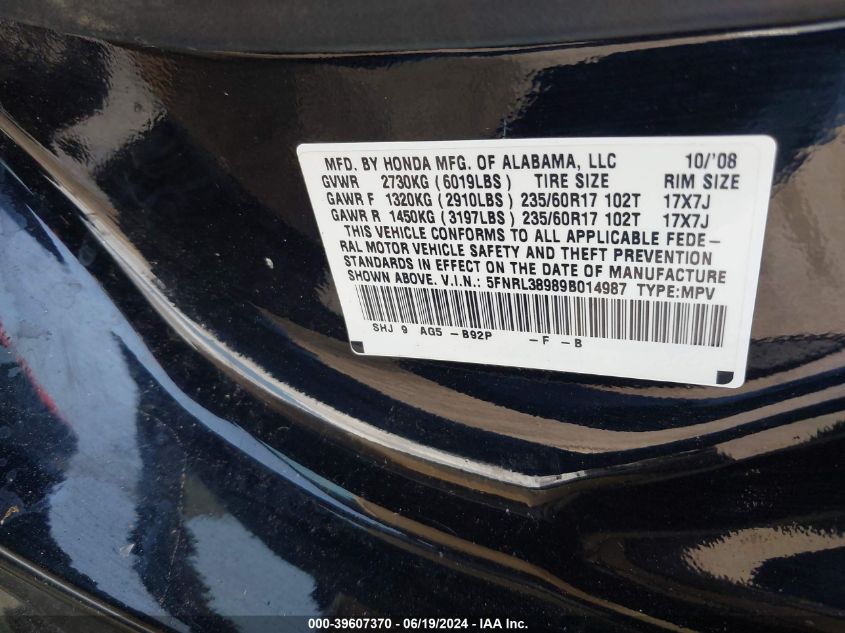 MFD. BY HONDA MFG. OF ALABAMA, LLC 10/'08
GVWR 2730KG (6019LBS) TIRE SIZE RIM SIZE
GAWR F 1320KG (2910LBS) 235/60R17 102T 17X7J
GAWR R 1450KG (3197LBS) 235/60R17 102T 17X7J
THIS VEHICLE CONFORMS TO ALL APPLICABLE FEDE-
RAL MOTOR VEHICLE SAFETY AND THEFT PREVENTION
STANDARDS IN EFFECT ON THE DATE OF MANUFACTURE
SHOWN ABOVE. V.I.N.: 5FNRL38989B014987 TYPE:MPV
SHJ 9 AG5 -B92P -F -B
000-39607370 - 06/19/2024 - IAA Inc.